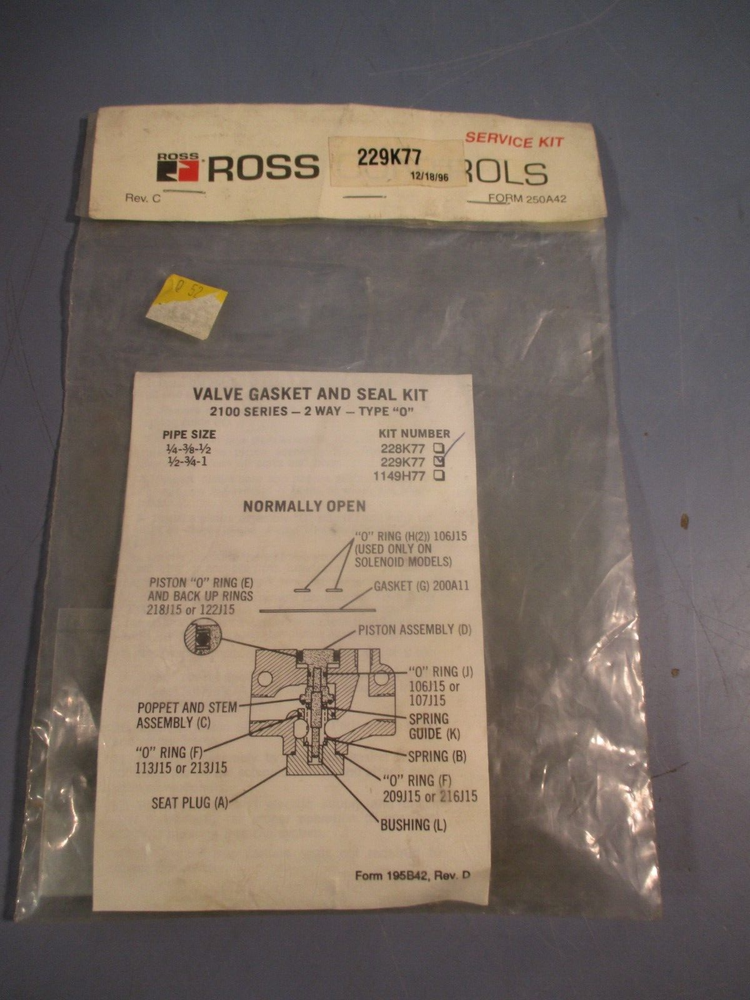 SERVICE KIT
ROSS
ROSS ROLS
229K77
12/18/96
Rev. C
FORM 250A42
VALVE GASKET AND SEAL KIT
2100 SERIES — 2 WAY — TYPE "O"
PIPE SIZE
KIT NUMBER
¼-⅜-½
228K77
½-¾-1
229K77
1149H77
NORMALLY OPEN
"O" RING (H(2)) 106J15
(USED ONLY ON
SOLENOID MODELS)
PISTON "O" RING (E)
AND BACK UP RINGS
218J15 or 122J15
GASKET (G) 200A11
PISTON ASSEMBLY (D)
"O" RING (J)
106J15 or
107J15
POPPET AND STEM
ASSEMBLY (C)
SPRING
GUIDE (K)
"O" RING (F)
113J15 or 213J15
SPRING (B)
"O" RING (F)
209J15 or 216J15
SEAT PLUG (A)
BUSHING (L)
Form 195B42, Rev. D